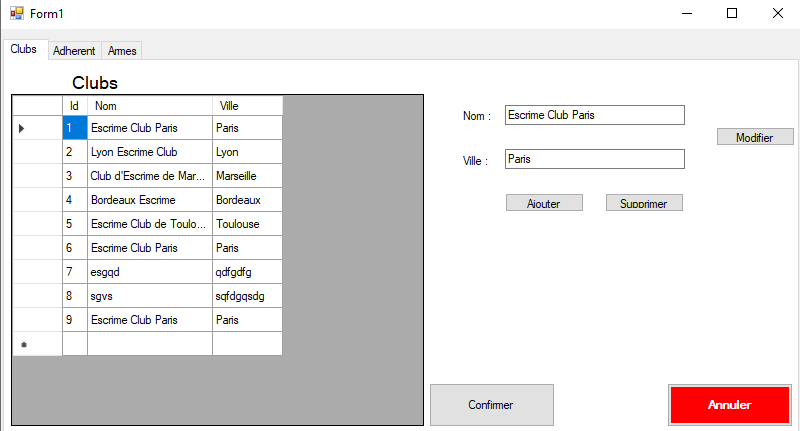 Form1
Clubs Adherent Armes
Clubs
Id Nom Ville
1 Escrime Club Paris Paris
2 Lyon Escrime Club Lyon
3 Club d'Escrime de Mar... Marseille
4 Bordeaux Escrime Bordeaux
5 Escrime Club de Toulo... Toulouse
6 Escrime Club Paris Paris
7 esgqd qdfgdfg
8 sgvs sqfdgqsdg
9 Escrime Club Paris Paris
Nom : Escrime Club Paris
Modifier
Ville : Paris
Ajouter Supprimer
Confirmer Annuler